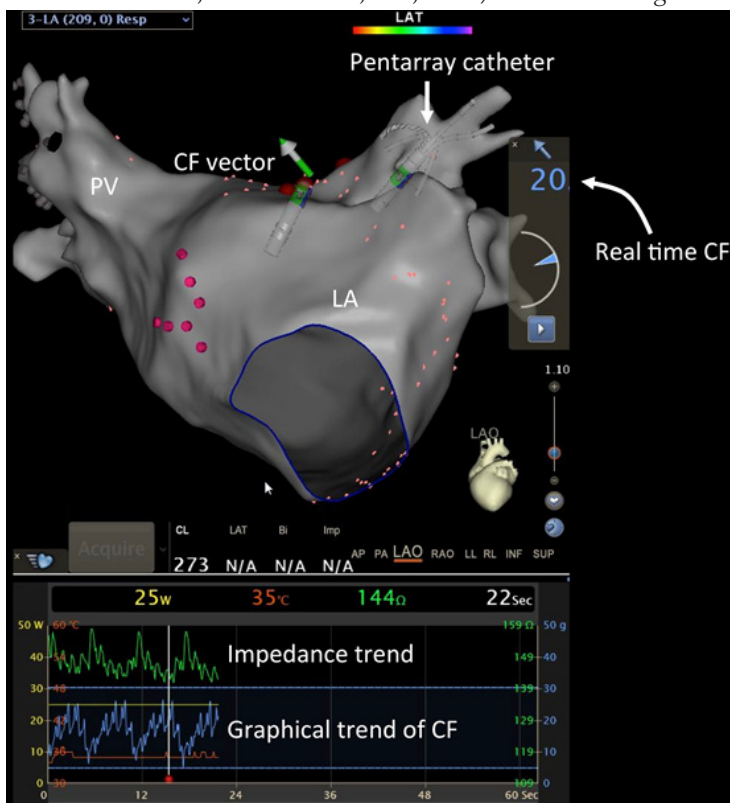 3-LA (209, 0) Resp
LAT
Pentarray catheter
CF vector
PV
20
Real time CF
LA
1.10
LAO
Acquire
CL LAT Bi Imp
273 N/A N/A N/A
AP PA LAO RAO LL RL INF SUP
25W 35°C 144Ω 22Sec
50 W 60 °C 159 Ω 50 g
Impedance trend
40 149 40
30 48 139 30
Graphical trend of CF
20 129 20
10 36 119 10
0 30 109 0
0 12 24 36 48 60 Sec